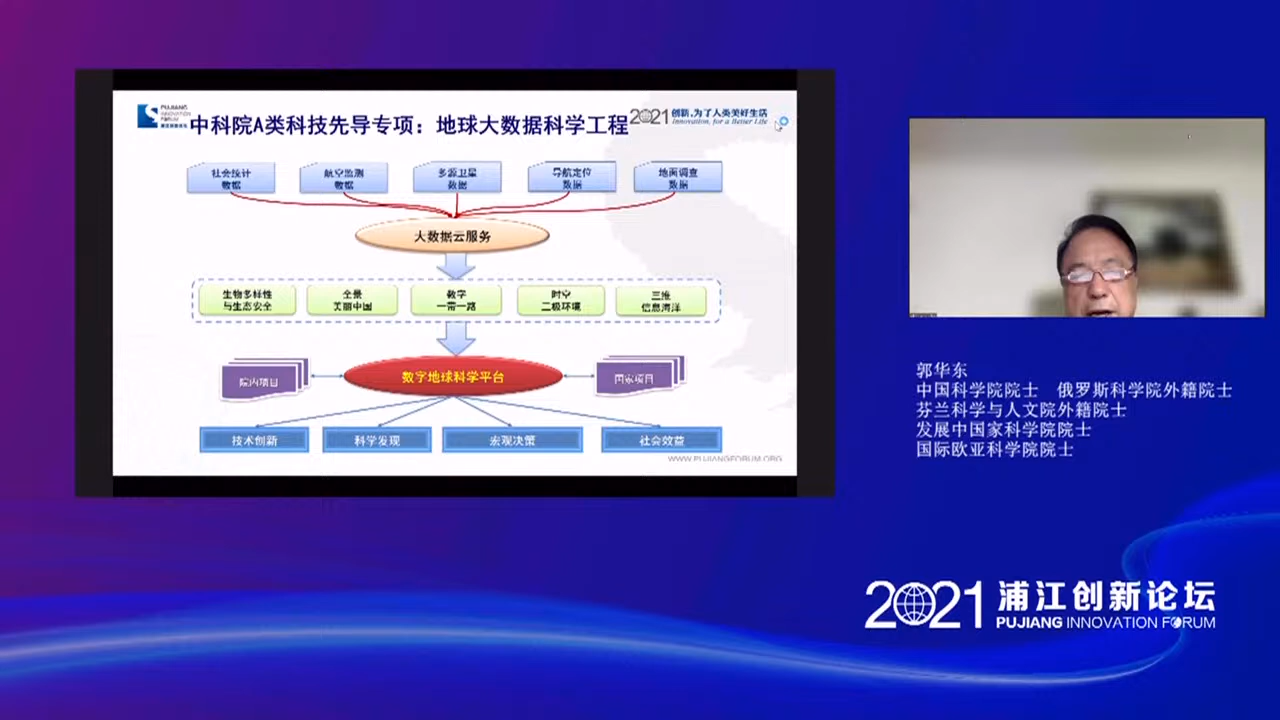 PUJIANG
INNOVATION
FORUM
中科院A类科技先导专项：地球大数据科学工程
2021 创新,为了人类美好生活
Innovation, for a Better Life
社会统计
数据
航空监测
数据
多源卫星
数据
导航定位
数据
地面调查
数据
大数据云服务
生物多样性
与生态安全
全景
美丽中国
数字
一带一路
时空
三极环境
三维
信息海洋
院内项目
数字地球科学平台
国家项目
技术创新
科学发现
宏观决策
社会效益
WWW.PUJIANGFORUM.ORG
郭华东
中国科学院院士 俄罗斯科学院外籍院士
芬兰科学与人文院外籍院士
发展中国家科学院院士
国际欧亚科学院院士
2021 浦江创新论坛
PUJIANG INNOVATION FORUM